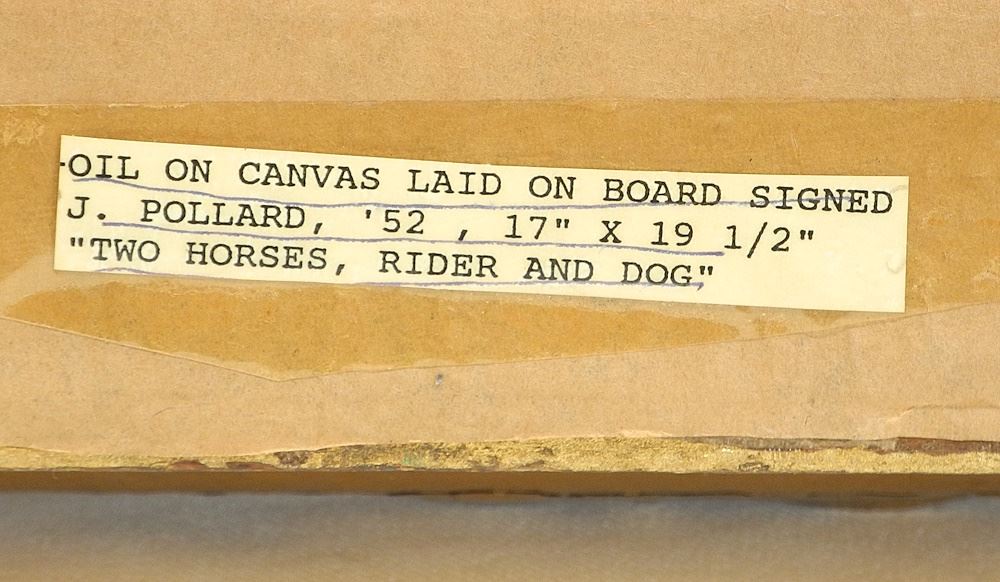 -OIL ON CANVAS LAID ON BOARD SIGNED
J. POLLARD, '52 , 17" X 19 1/2"
"TWO HORSES, RIDER AND DOG"